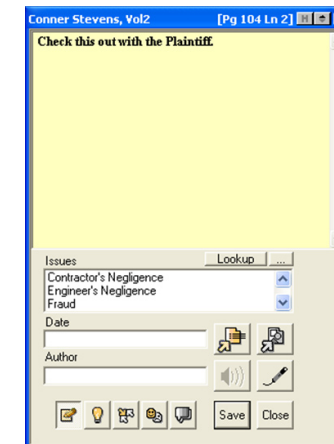 Conner Stevens, Vol2 [Pg 104 Ln 2] H
Check this out with the Plaintiff.
Issues Lookup ...
Contractor's Negligence
Engineer's Negligence
Fraud
Date
Author
Save Close